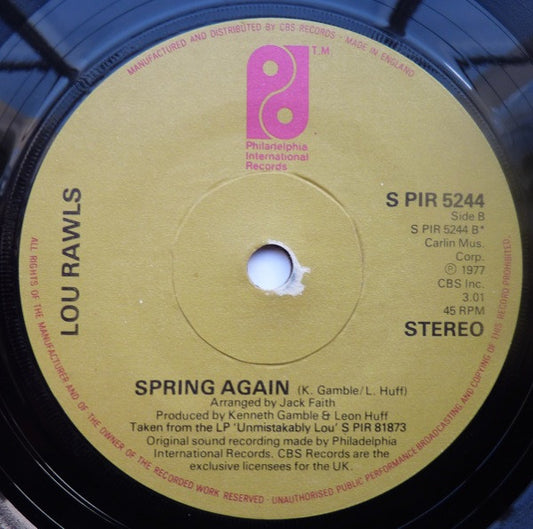 MANUFACTURED AND DISTRIBUTED BY CBS RECORDS · MADE IN ENGLAND
T.M.
Philadelphia
International
Records
LOU RAWLS
S PIR 5244
Side B
S PIR 5244 B*
Carlin Mus.
Corp.
℗ 1977
CBS Inc.
3.01
45 RPM
STEREO
SPRING AGAIN (K. Gamble/L. Huff)
Arranged by Jack Faith
Produced by Kenneth Gamble & Leon Huff
Taken from the LP 'Unmistakably Lou' S PIR 81873
Original sound recording made by Philadelphia
International Records. CBS Records are the
exclusive licensees for the UK.
ALL RIGHTS OF THE MANUFACTURER AND OF THE OWNER OF THE RECORDED WORK RESERVED · UNAUTHORISED PUBLIC PERFORMANCE BROADCASTING AND COPYING OF THIS RECORD PROHIBITED.